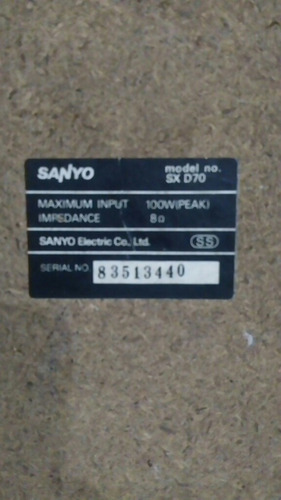 SANYO
model no.
SX D70
MAXIMUM INPUT 100W(PEAK)
IMPEDANCE 8Ω
SANYO Electric Co., Ltd. SS
SERIAL NO. 83513440